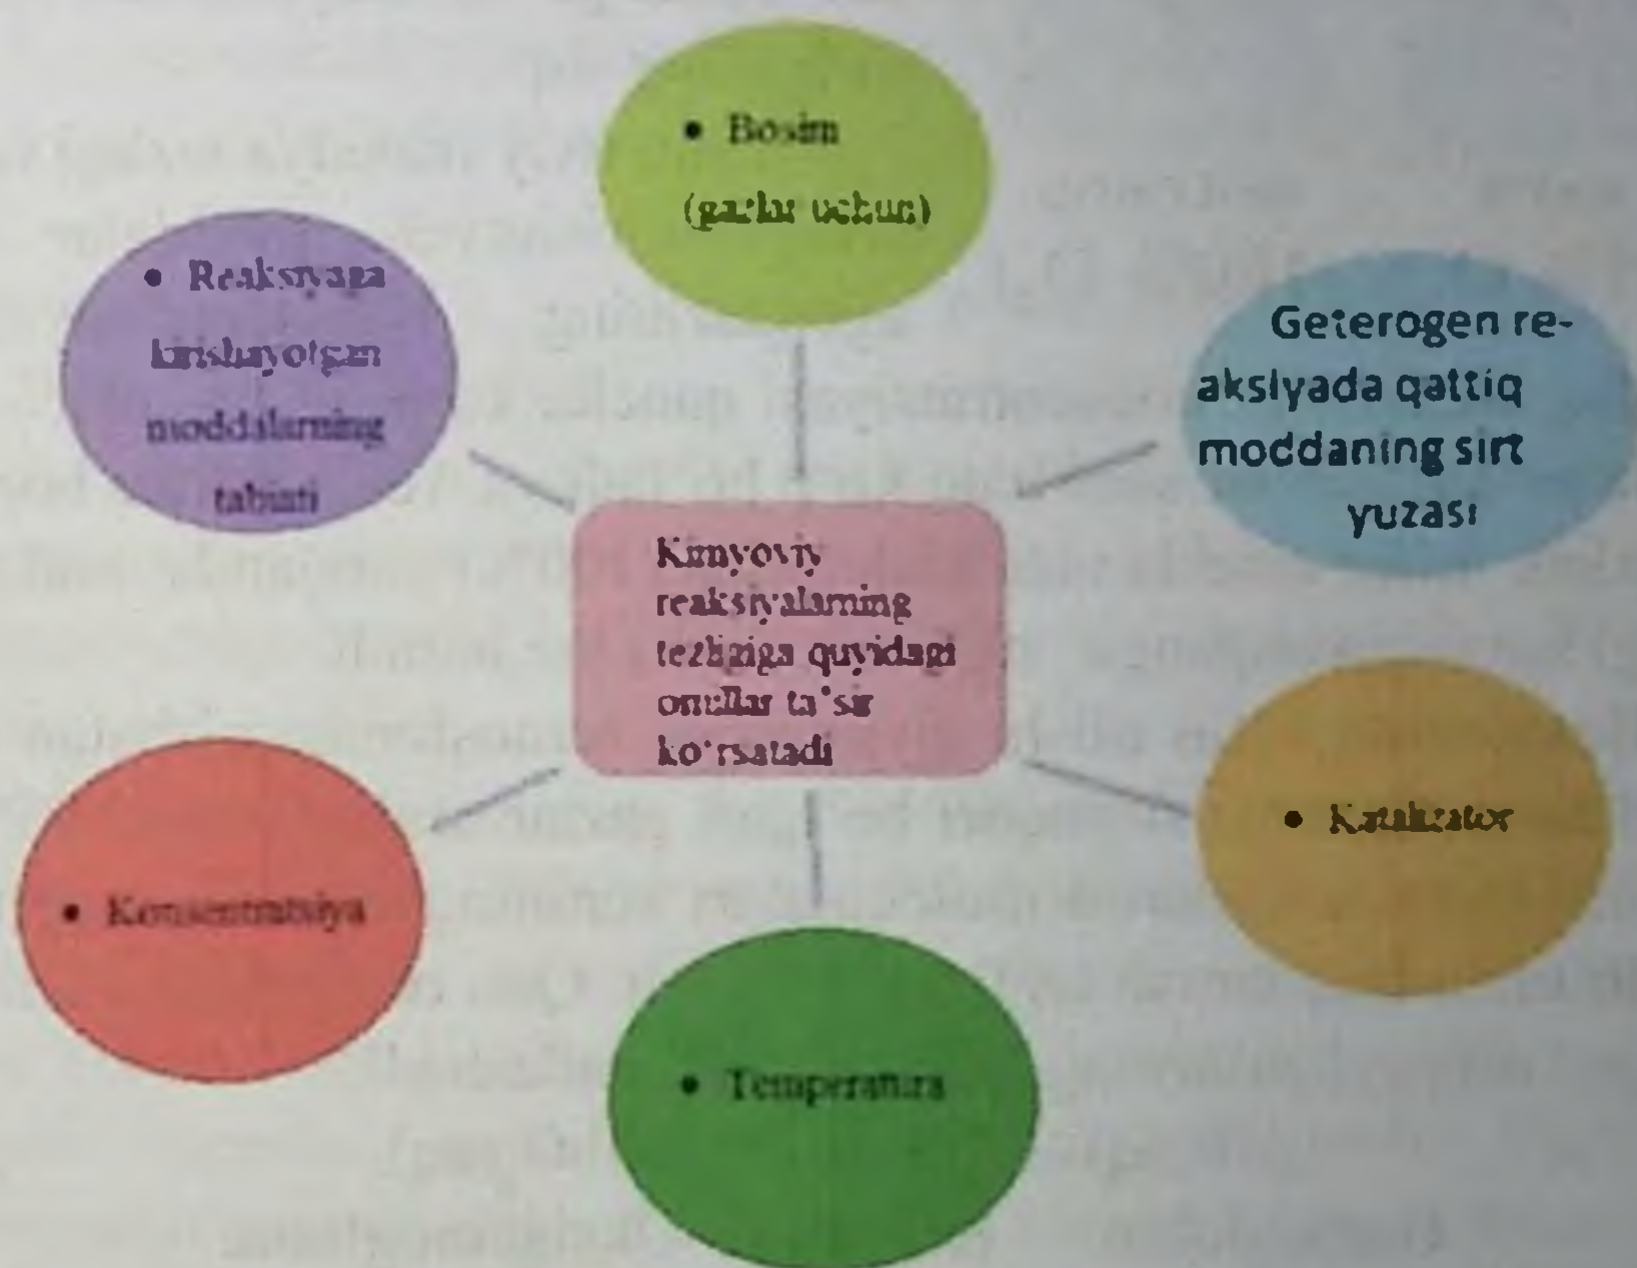 • Bosim
(gazlar uchun)
• Reaksiyaga
kirishayotgan
moddalarning
tabiati
Geterogen re-
aksiyada qattiq
moddaning sirt
yuzasi
Kimyoviy
reaksiyalarning
tezligiga quyidagi
omillar ta‘sir
ko‘rsatadi
• Konsentratsiya
• Katalizator
• Temperatura